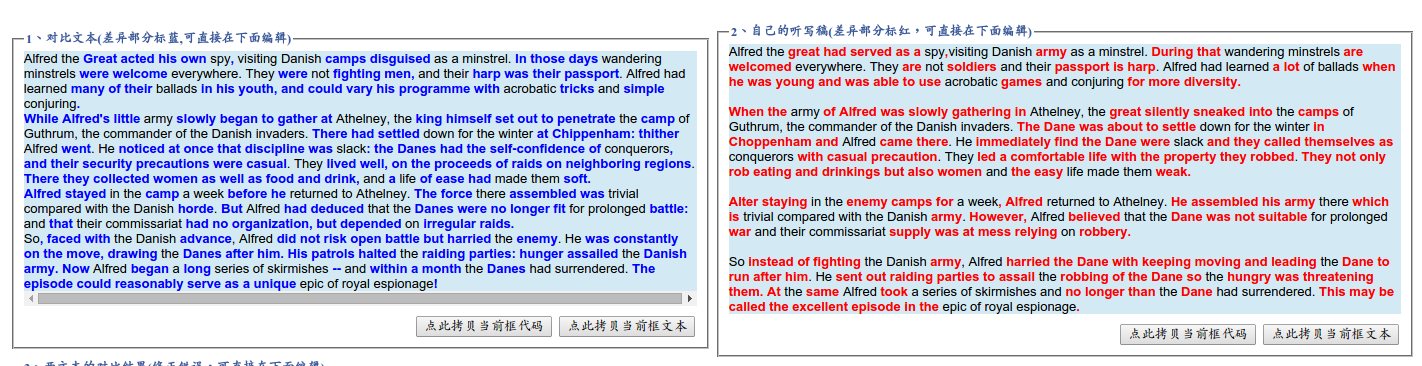 1、对比文本(差异部分标蓝,可直接在下面编辑)
Alfred the Great acted his own spy, visiting Danish camps disguised as a minstrel. In those days wandering
minstrels were welcome everywhere. They were not fighting men, and their harp was their passport. Alfred had
learned many of their ballads in his youth, and could vary his programme with acrobatic tricks and simple
conjuring.
While Alfred's little army slowly began to gather at Athelney, the king himself set out to penetrate the camp of
Guthrum, the commander of the Danish invaders. There had settled down for the winter at Chippenham: thither
Alfred went. He noticed at once that discipline was slack: the Danes had the self-confidence of conquerors,
and their security precautions were casual. They lived well, on the proceeds of raids on neighboring regions.
There they collected women as well as food and drink, and a life of ease had made them soft.
Alfred stayed in the camp a week before he returned to Athelney. The force there assembled was trivial
compared with the Danish horde. But Alfred had deduced that the Danes were no longer fit for prolonged battle:
and that their commissariat had no organization, but depended on irregular raids.
So, faced with the Danish advance, Alfred did not risk open battle but harried the enemy. He was constantly
on the move, drawing the Danes after him. His patrols halted the raiding parties: hunger assailed the Danish
army. Now Alfred began a long series of skirmishes -- and within a month the Danes had surrendered. The
episode could reasonably serve as a unique epic of royal espionage!
点此拷贝当前框代码 点此拷贝当前框文本
2、自己的听写稿(差异部分标红，可直接在下面编辑)
Alfred the great had served as a spy,visiting Danish army as a minstrel. During that wandering minstrels are
welcomed everywhere. They are not soldiers and their passport is harp. Alfred had learned a lot of ballads when
he was young and was able to use acrobatic games and conjuring for more diversity.
When the army of Alfred was slowly gathering in Athelney, the great silently sneaked into the camps of
Guthrum, the commander of the Danish invaders. The Dane was about to settle down for the winter in
Choppenham and Alfred came there. He immediately find the Dane were slack and they called themselves as
conquerors with casual precaution. They led a comfortable life with the property they robbed. They not only
rob eating and drinkings but also women and the easy life made them weak.
Alter staying in the enemy camps for a week, Alfred returned to Athelney. He assembled his army there which
is trivial compared with the Danish army. However, Alfred believed that the Dane was not suitable for prolonged
war and their commissariat supply was at mess relying on robbery.
So instead of fighting the Danish army, Alfred harried the Dane with keeping moving and leading the Dane to
run after him. He sent out raiding parties to assail the robbing of the Dane so the hungry was threatening
them. At the same Alfred took a series of skirmishes and no longer than the Dane had surrendered. This may be
called the excellent episode in the epic of royal espionage.
点此拷贝当前框代码 点此拷贝当前框文本